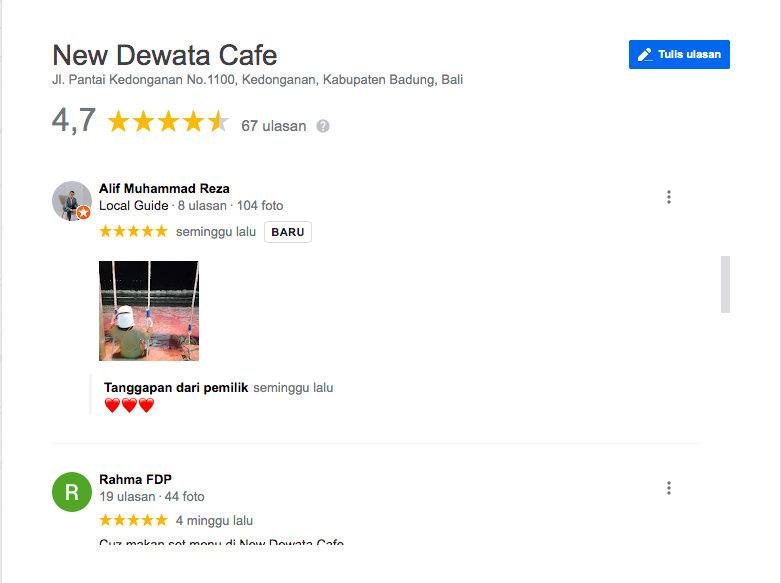 New Dewata Cafe
Jl. Pantai Kedonganan No.1100, Kedonganan, Kabupaten Badung, Bali
Tulis ulasan
4,7 67 ulasan ?
Alif Muhammad Reza
Local Guide · 8 ulasan · 104 foto
seminggu lalu BARU
Tanggapan dari pemilik seminggu lalu
❤️❤️❤️
R
Rahma FDP
19 ulasan · 44 foto
4 minggu lalu
Cuz makan set menu di New Dewata Cafe